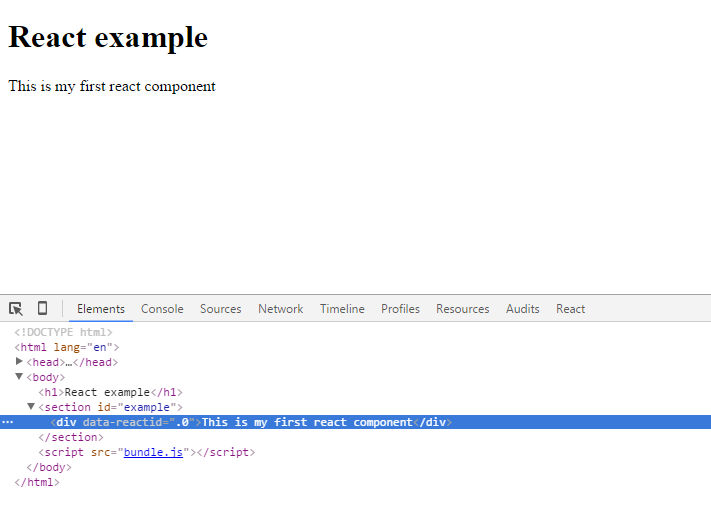 React example
This is my first react component
Elements Console Sources Network Timeline Profiles Resources Audits React
<!DOCTYPE html>
<html lang="en">
<head>…</head>
<body>
<h1>React example</h1>
<section id="example">
<div data-reactid=".0">This is my first react component</div>
</section>
<script src="bundle.js"></script>
</body>
</html>